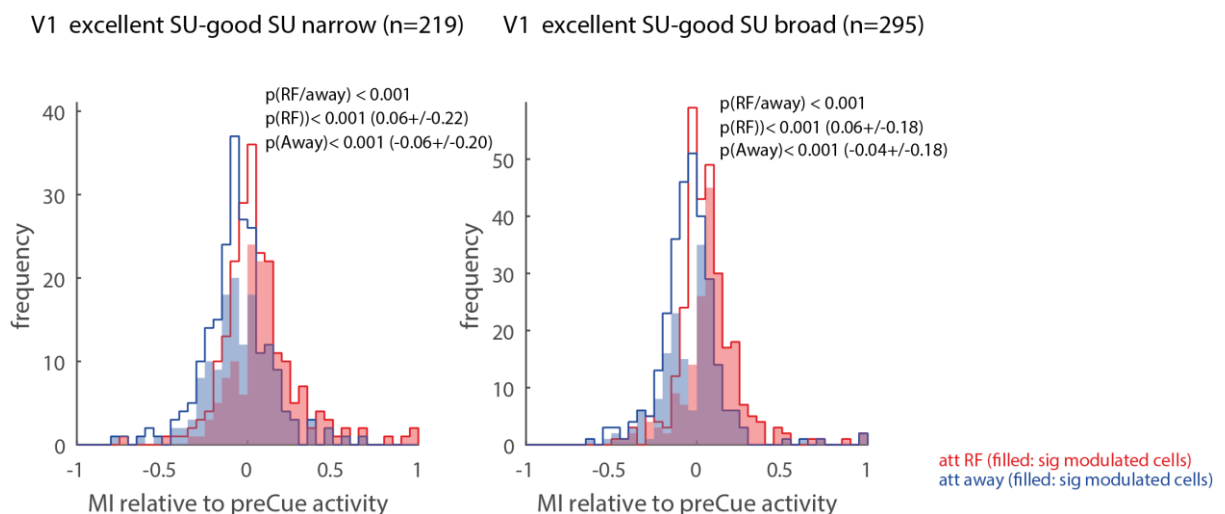 V1 excellent SU-good SU narrow (n=219)
V1 excellent SU-good SU broad (n=295)
p(RF/away) < 0.001
p(RF))< 0.001 (0.06+/-0.22)
p(Away)< 0.001 (-0.06+/-0.20)
40
30
20
10
0
frequency
-1
-0.5
0
0.5
1
MI relative to preCue activity
p(RF/away) < 0.001
p(RF))< 0.001 (0.06+/-0.18)
p(Away)< 0.001 (-0.04+/-0.18)
50
40
30
20
10
0
frequency
-1
-0.5
0
0.5
1
MI relative to preCue activity
att RF (filled: sig modulated cells)
att away (filled: sig modulated cells)